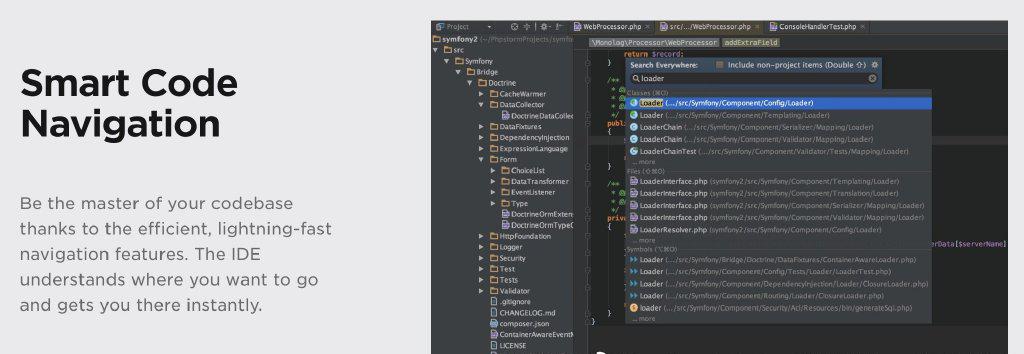 Smart Code
Navigation
Be the master of your codebase
thanks to the efficient, lightning-fast
navigation features. The IDE
understands where you want to go
and gets you there instantly.
Project
symfony2 (~/PhpstormProjects/symfo
src
Symfony
Bridge
Doctrine
CacheWarmer
DataCollector
DoctrineDataCollec
DataFixtures
DependencyInjection
ExpressionLanguage
Form
ChoiceList
DataTransformer
EventListener
Type
DoctrineOrmExten
DoctrineOrmTypeG
HttpFoundation
Logger
Security
Test
Tests
Validator
.gitignore
CHANGELOG.md
composer.json
ContainerAwareEventM
LICENSE
WebProcessor.php
src/.../WebProcessor.php
ConsoleHandlerTest.php
\Monolog\Processor\WebProcessor addExtraField
return $record;
}
/**
*/
{
}
/**
*/
{
}
}
Search Everywhere: Include non-project items (Double ⇧)
loader
Classes (⌘O)
Loader (.../src/Symfony/Component/Config/Loader)
Loader (.../src/Symfony/Component/Templating/Loader)
LoaderChain (.../src/Symfony/Component/Serializer/Mapping/Loader)
LoaderChain (.../src/Symfony/Component/Validator/Mapping/Loader)
LoaderChainTest (.../src/Symfony/Component/Validator/Tests/Mapping/Loader)
... more
Files (⇧⌘O)
LoaderInterface.php (symfony2/src/Symfony/Component/Templating/Loader)
LoaderInterface.php (symfony2/src/Symfony/Component/Translation/Loader)
LoaderInterface.php (symfony2/src/Symfony/Component/Serializer/Mapping/Loader)
LoaderInterface.php (symfony2/src/Symfony/Component/Validator/Mapping/Loader)
LoaderResolver.php (symfony2/src/Symfony/Component/Config/Loader)
... more
Symbols (⌥⌘O)
Loader (.../src/Symfony/Bridge/Doctrine/DataFixtures/ContainerAwareLoader.php)
Loader (.../src/Symfony/Component/Config/Tests/Loader/LoaderTest.php)
Loader (.../src/Symfony/Component/DependencyInjection/Loader/ClosureLoader.php)
Loader (.../src/Symfony/Component/Routing/Loader/ClosureLoader.php)
loader (.../src/Symfony/Component/Security/Acl/Resources/bin/generateSql.php)
... more
erData[$serverName]